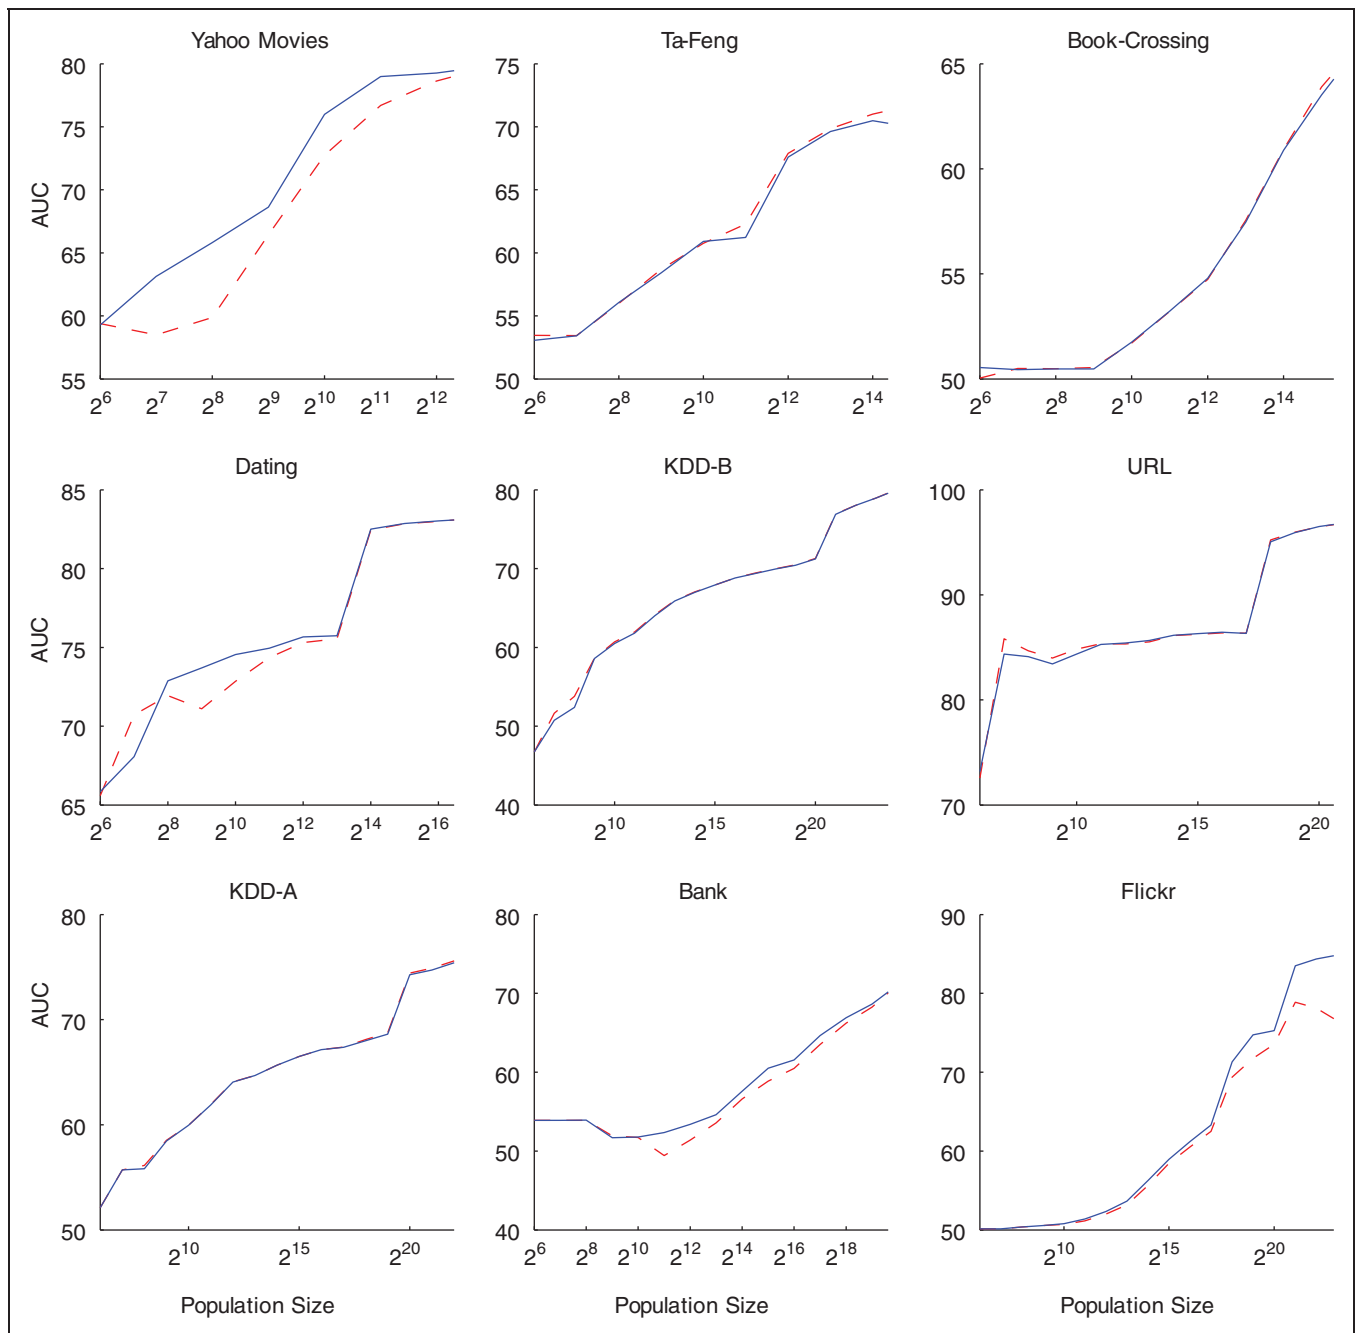 Yahoo Movies Ta-Feng Book-Crossing
80 75 65
75 70
70 65 60
AUC
65 60 55
60 55
55 50 50
2^6 2^7 2^8 2^9 2^10 2^11 2^12 2^6 2^8 2^10 2^12 2^14 2^6 2^8 2^10 2^12 2^14
Dating KDD-B URL
85 80 100
80 70 90
75 60
AUC
70 50 80
65 40 70
2^6 2^8 2^10 2^12 2^14 2^16 2^10 2^15 2^20 2^10 2^15 2^20
KDD-A Bank Flickr
80 80 90
70 70 80
AUC
60 60 70
50 60
50 40 50
2^10 2^15 2^20 2^6 2^8 2^10 2^12 2^14 2^16 2^18 2^10 2^15 2^20
Population Size Population Size Population Size